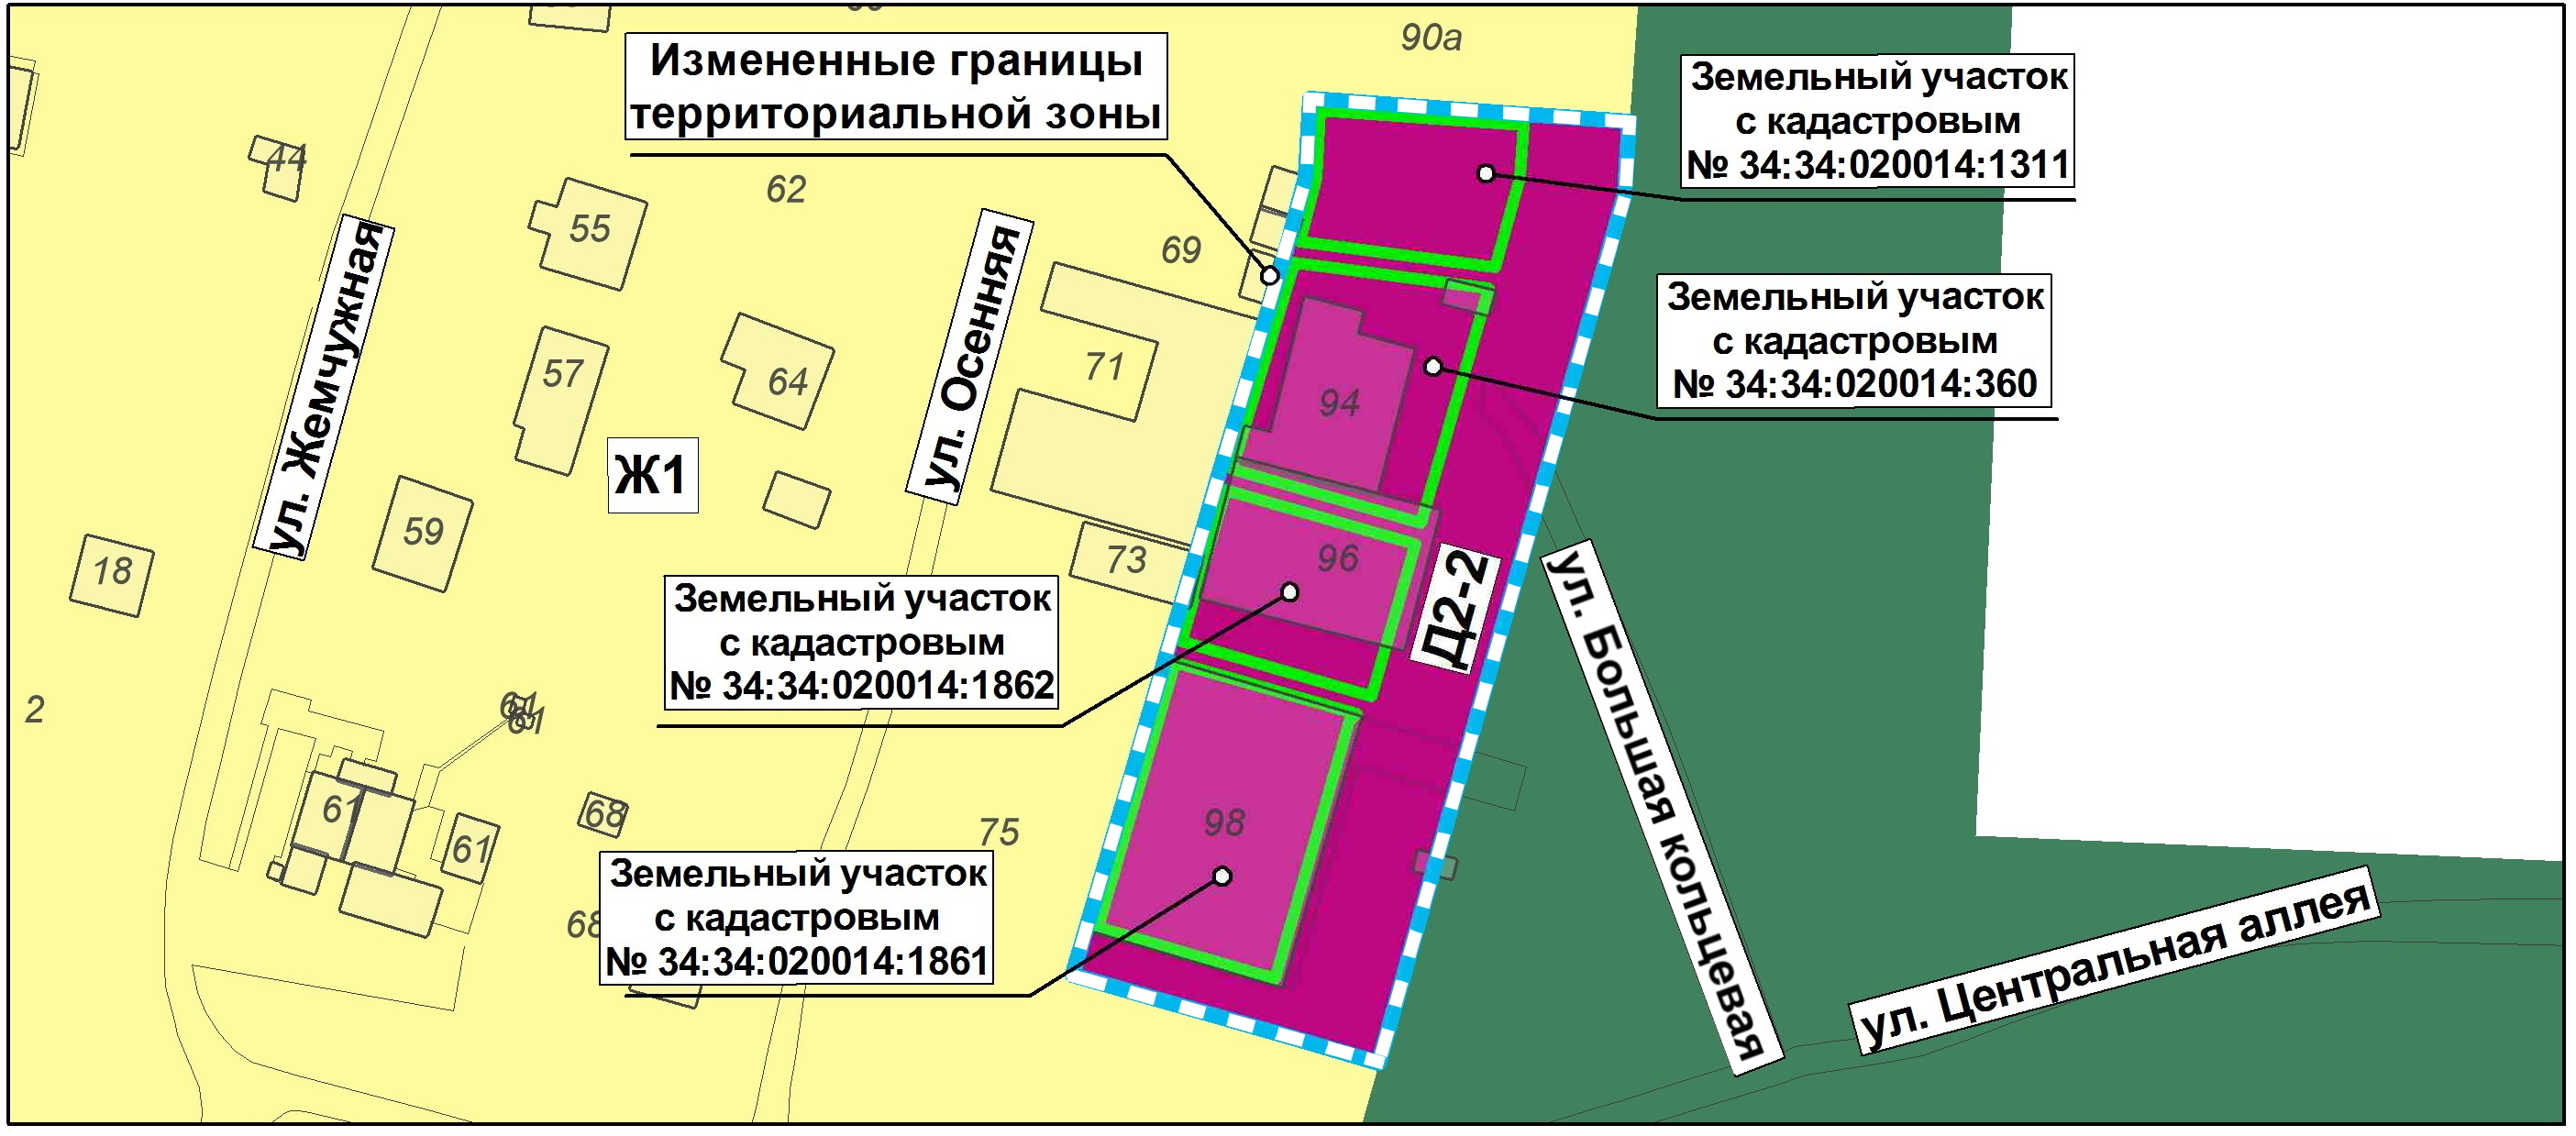 90а
Измененные границы
территориальной зоны
Земельный участок
с кадастровым
№ 34:34:020014:1311
44
62
55
69
ул. Жемчужная
ул. Осенняя
Земельный участок
с кадастровым
№ 34:34:020014:360
57
64
71
94
Ж1
59
18
73
96
Д2-2
Земельный участок
с кадастровым
№ 34:34:020014:1862
ул. Большая кольцевая
2
61
61
61
61
68
75
98
Земельный участок
с кадастровым
№ 34:34:020014:1861
68
ул. Центральная аллея